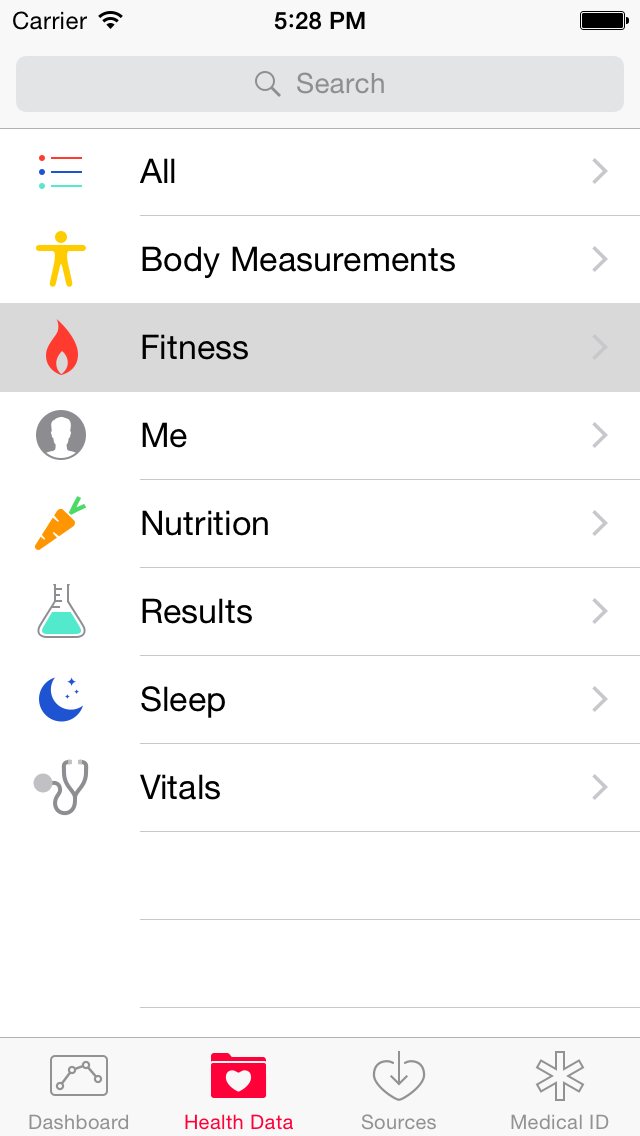 Carrier 5:28 PM
Search
All
Body Measurements
Fitness
Me
Nutrition
Results
Sleep
Vitals
Dashboard Health Data Sources Medical ID